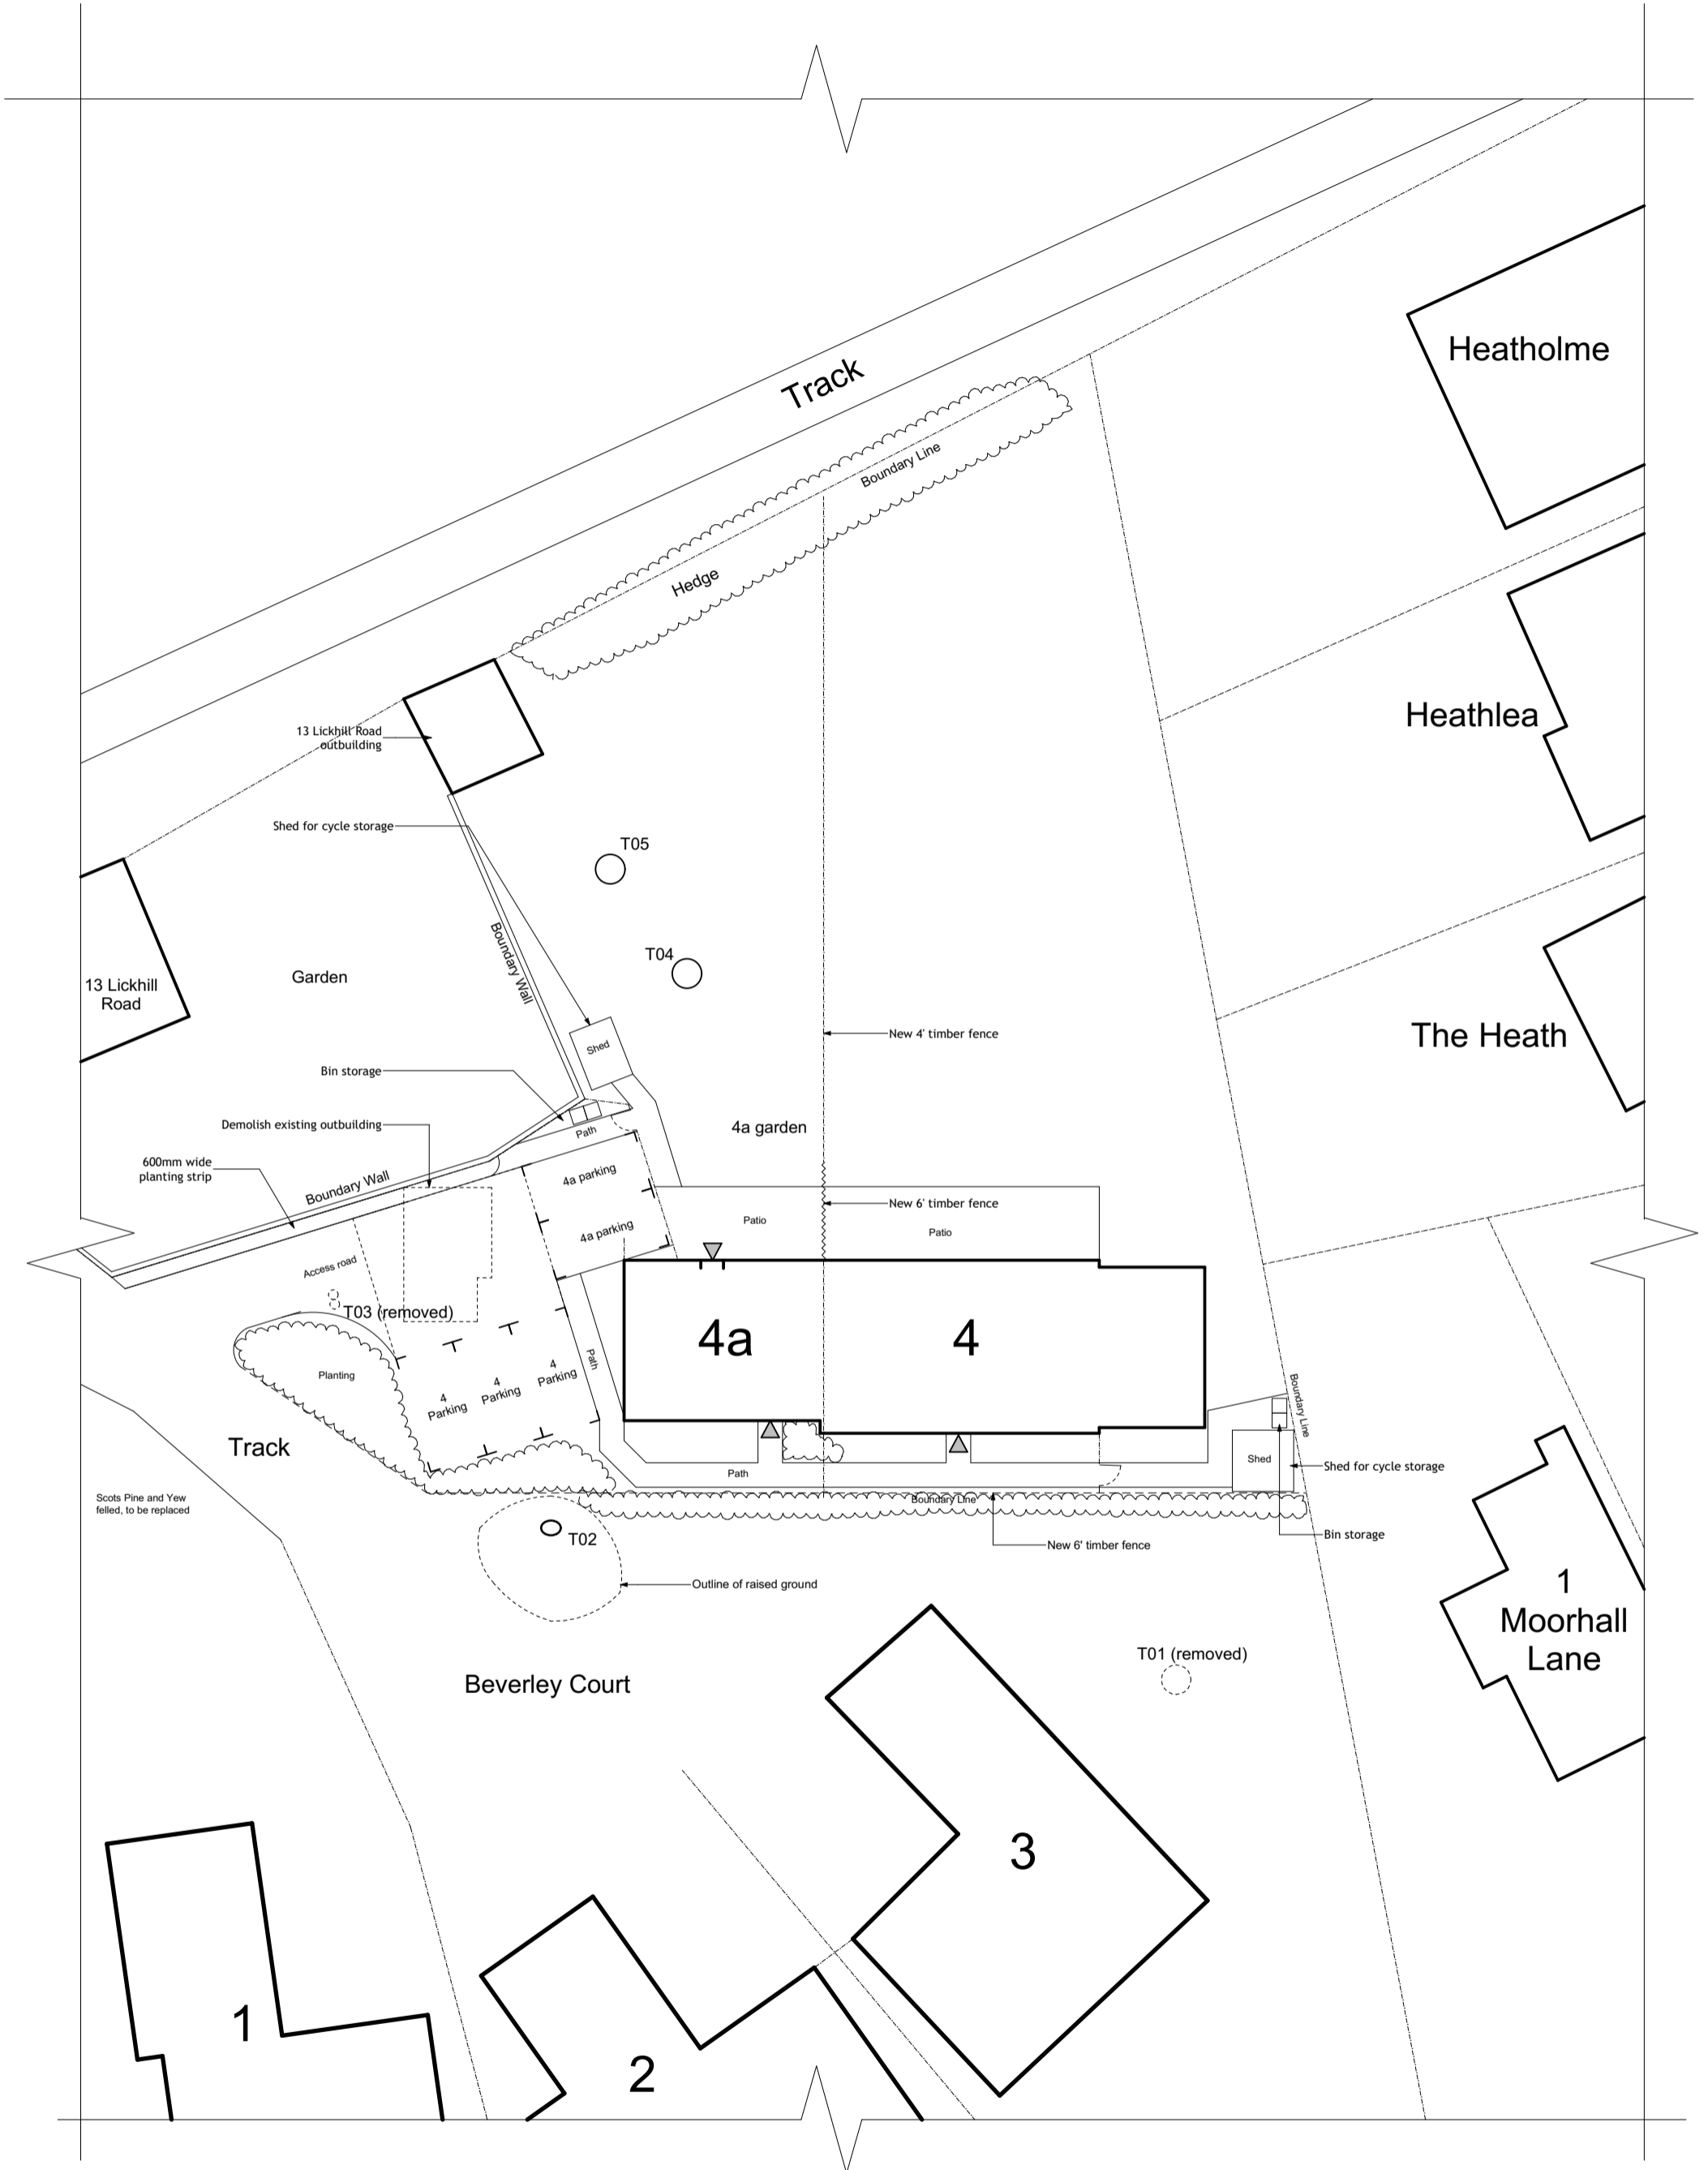 Heatholme
Track
Boundary Line
Hedge
Heathlea
13 Lickhill Road
outbuilding
Shed for cycle storage
T05
Boundary Wall
T04
Garden
13 Lickhill
Road
New 4' timber fence
The Heath
Shed
Bin storage
Demolish existing outbuilding
4a garden
Path
600mm wide
planting strip
Boundary Wall
4a parking
New 6' timber fence
4a parking
Patio
Patio
Access road
T03 (removed)
4a
4
Path
Planting
4
Parking
4
Parking
4
Parking
Boundary Line
Track
Shed
Shed for cycle storage
Path
Scots Pine and Yew
felled, to be replaced
Boundary Line
T02
Bin storage
New 6' timber fence
Outline of raised ground
1
Moorhall
Lane
T01 (removed)
Beverley Court
3
1
2